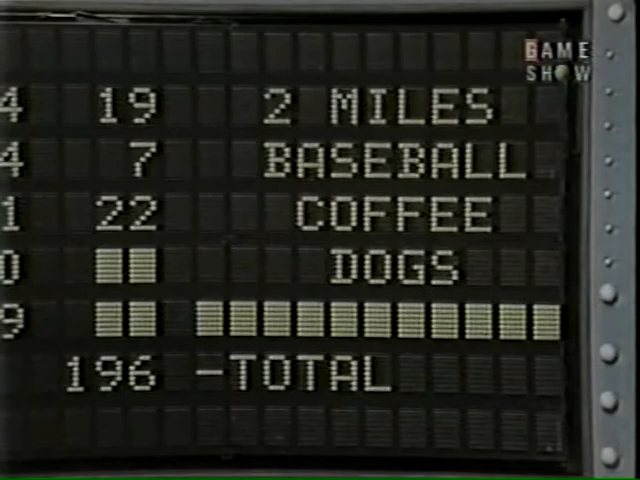 GAME
SHOW
4 19 2 MILES
4 7 BASEBALL
1 22 COFFEE
0 DOGS
9
196 -TOTAL